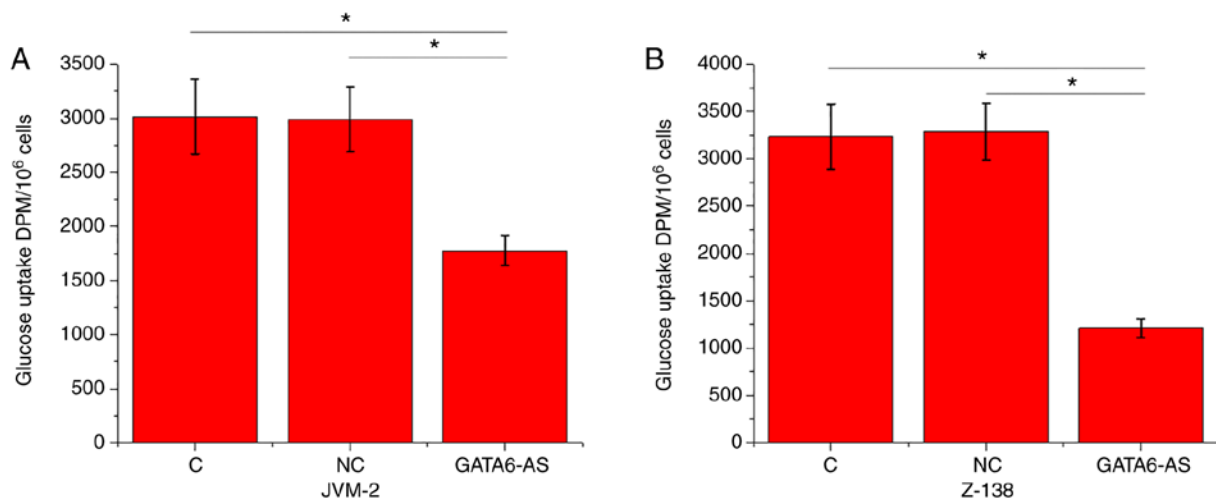 A
*
*
Glucose uptake DPM/10⁶ cells
3500
3000
2500
2000
1500
1000
500
0
C
NC
GATA6-AS
JVM-2
B
*
*
Glucose uptake DPM/10⁶ cells
4000
3500
3000
2500
2000
1500
1000
500
0
C
NC
GATA6-AS
Z-138